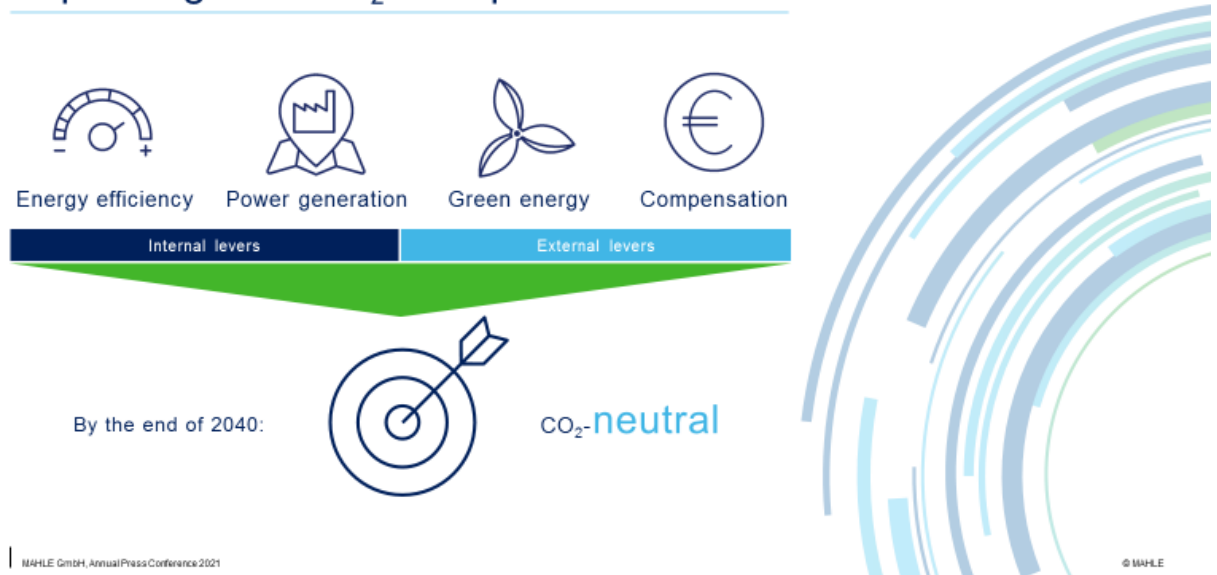 Energy efficiency Power generation Green energy Compensation
Internal levers External levers
By the end of 2040: CO₂-neutral
MAHLE GmbH, Annual Press Conference 2021
© MAHLE